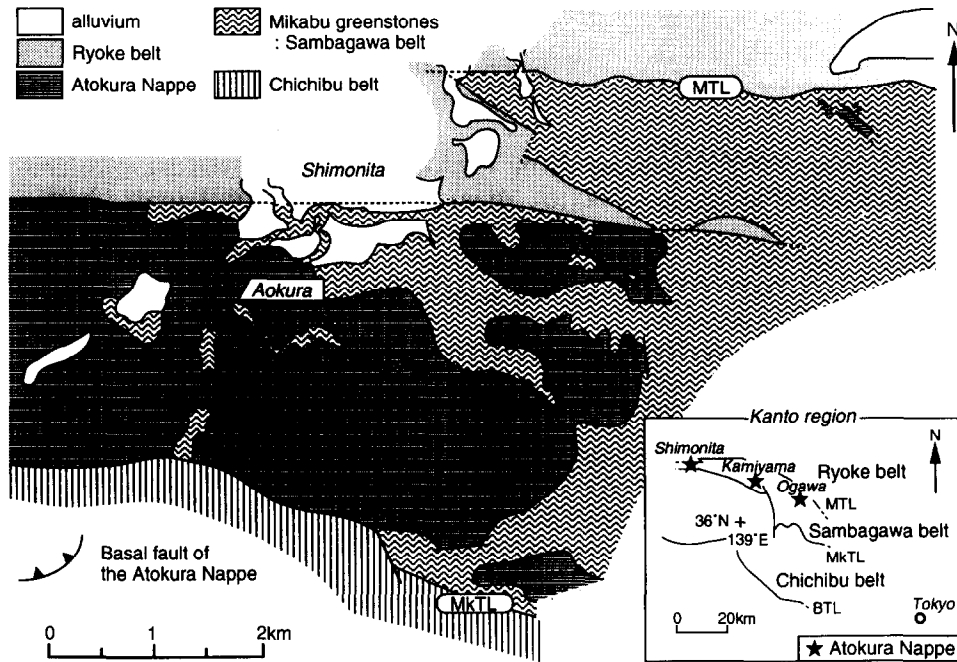 alluvium
Ryoke belt
Atokura Nappe
Mikabu greenstones
: Sambagawa belt
Chichibu belt
N
MTL
Shimonita
Aokura
Basal fault of
the Atokura Nappe
MkTL
0 1 2km
Kanto region
N
Shimonita
Kamiyama
Ogawa
Ryoke belt
MTL
36°N +
139°E
Sambagawa belt
MkTL
Chichibu belt
BTL
0 20km
Tokyo
★ Atokura Nappe